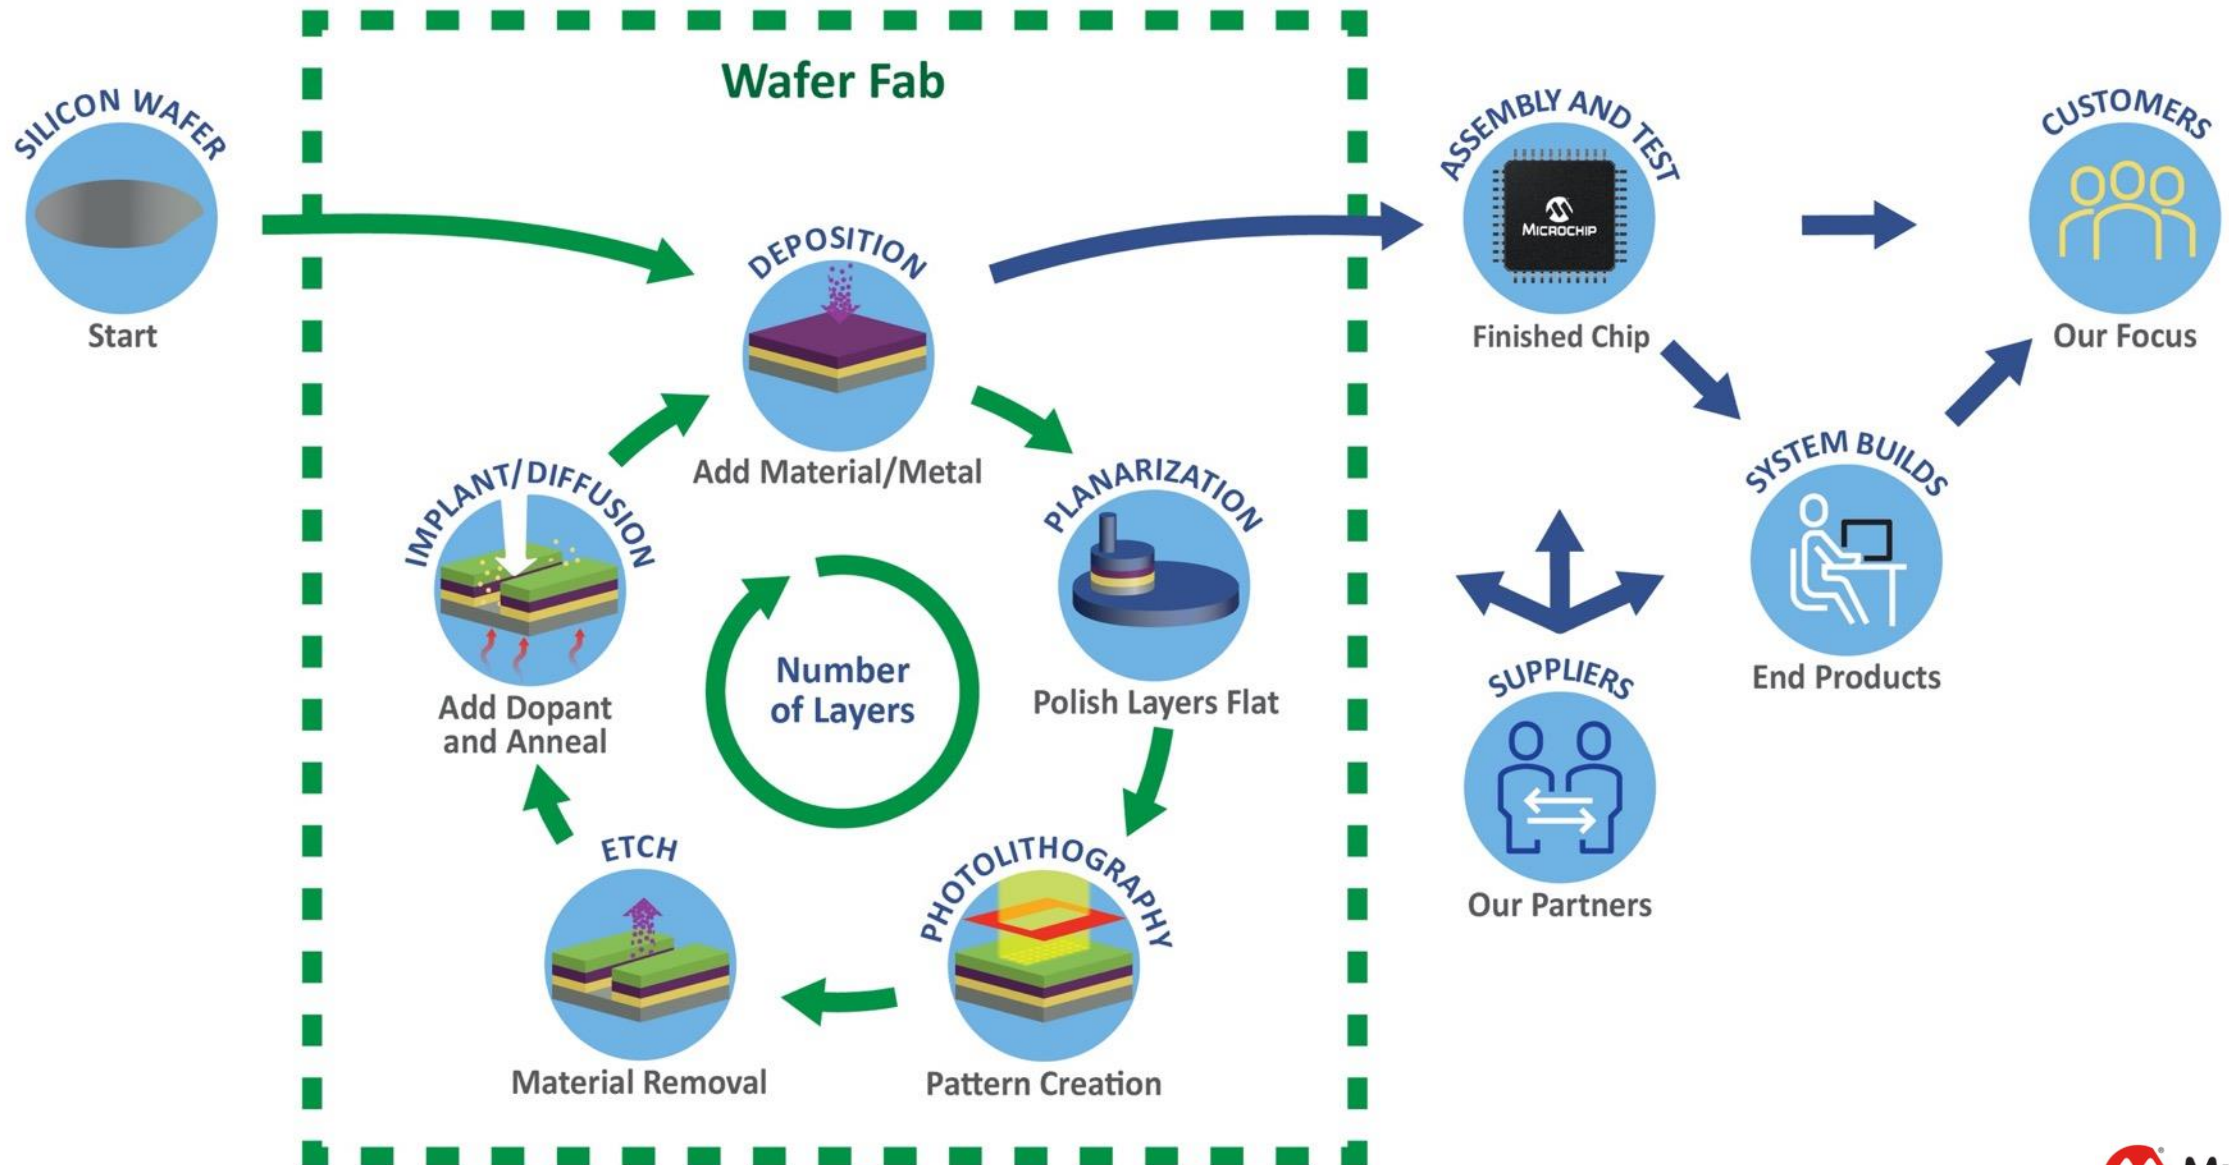 Wafer Fab
SILICON WAFER
Start
DEPOSITION
Add Material/Metal
PLANARIZATION
Polish Layers Flat
PHOTOLITHOGRAPHY
Pattern Creation
ETCH
Material Removal
IMPLANT/DIFFUSION
Add Dopant
and Anneal
Number
of Layers
ASSEMBLY AND TEST
MICROCHIP
Finished Chip
CUSTOMERS
Our Focus
SYSTEM BUILDS
End Products
SUPPLIERS
Our Partners